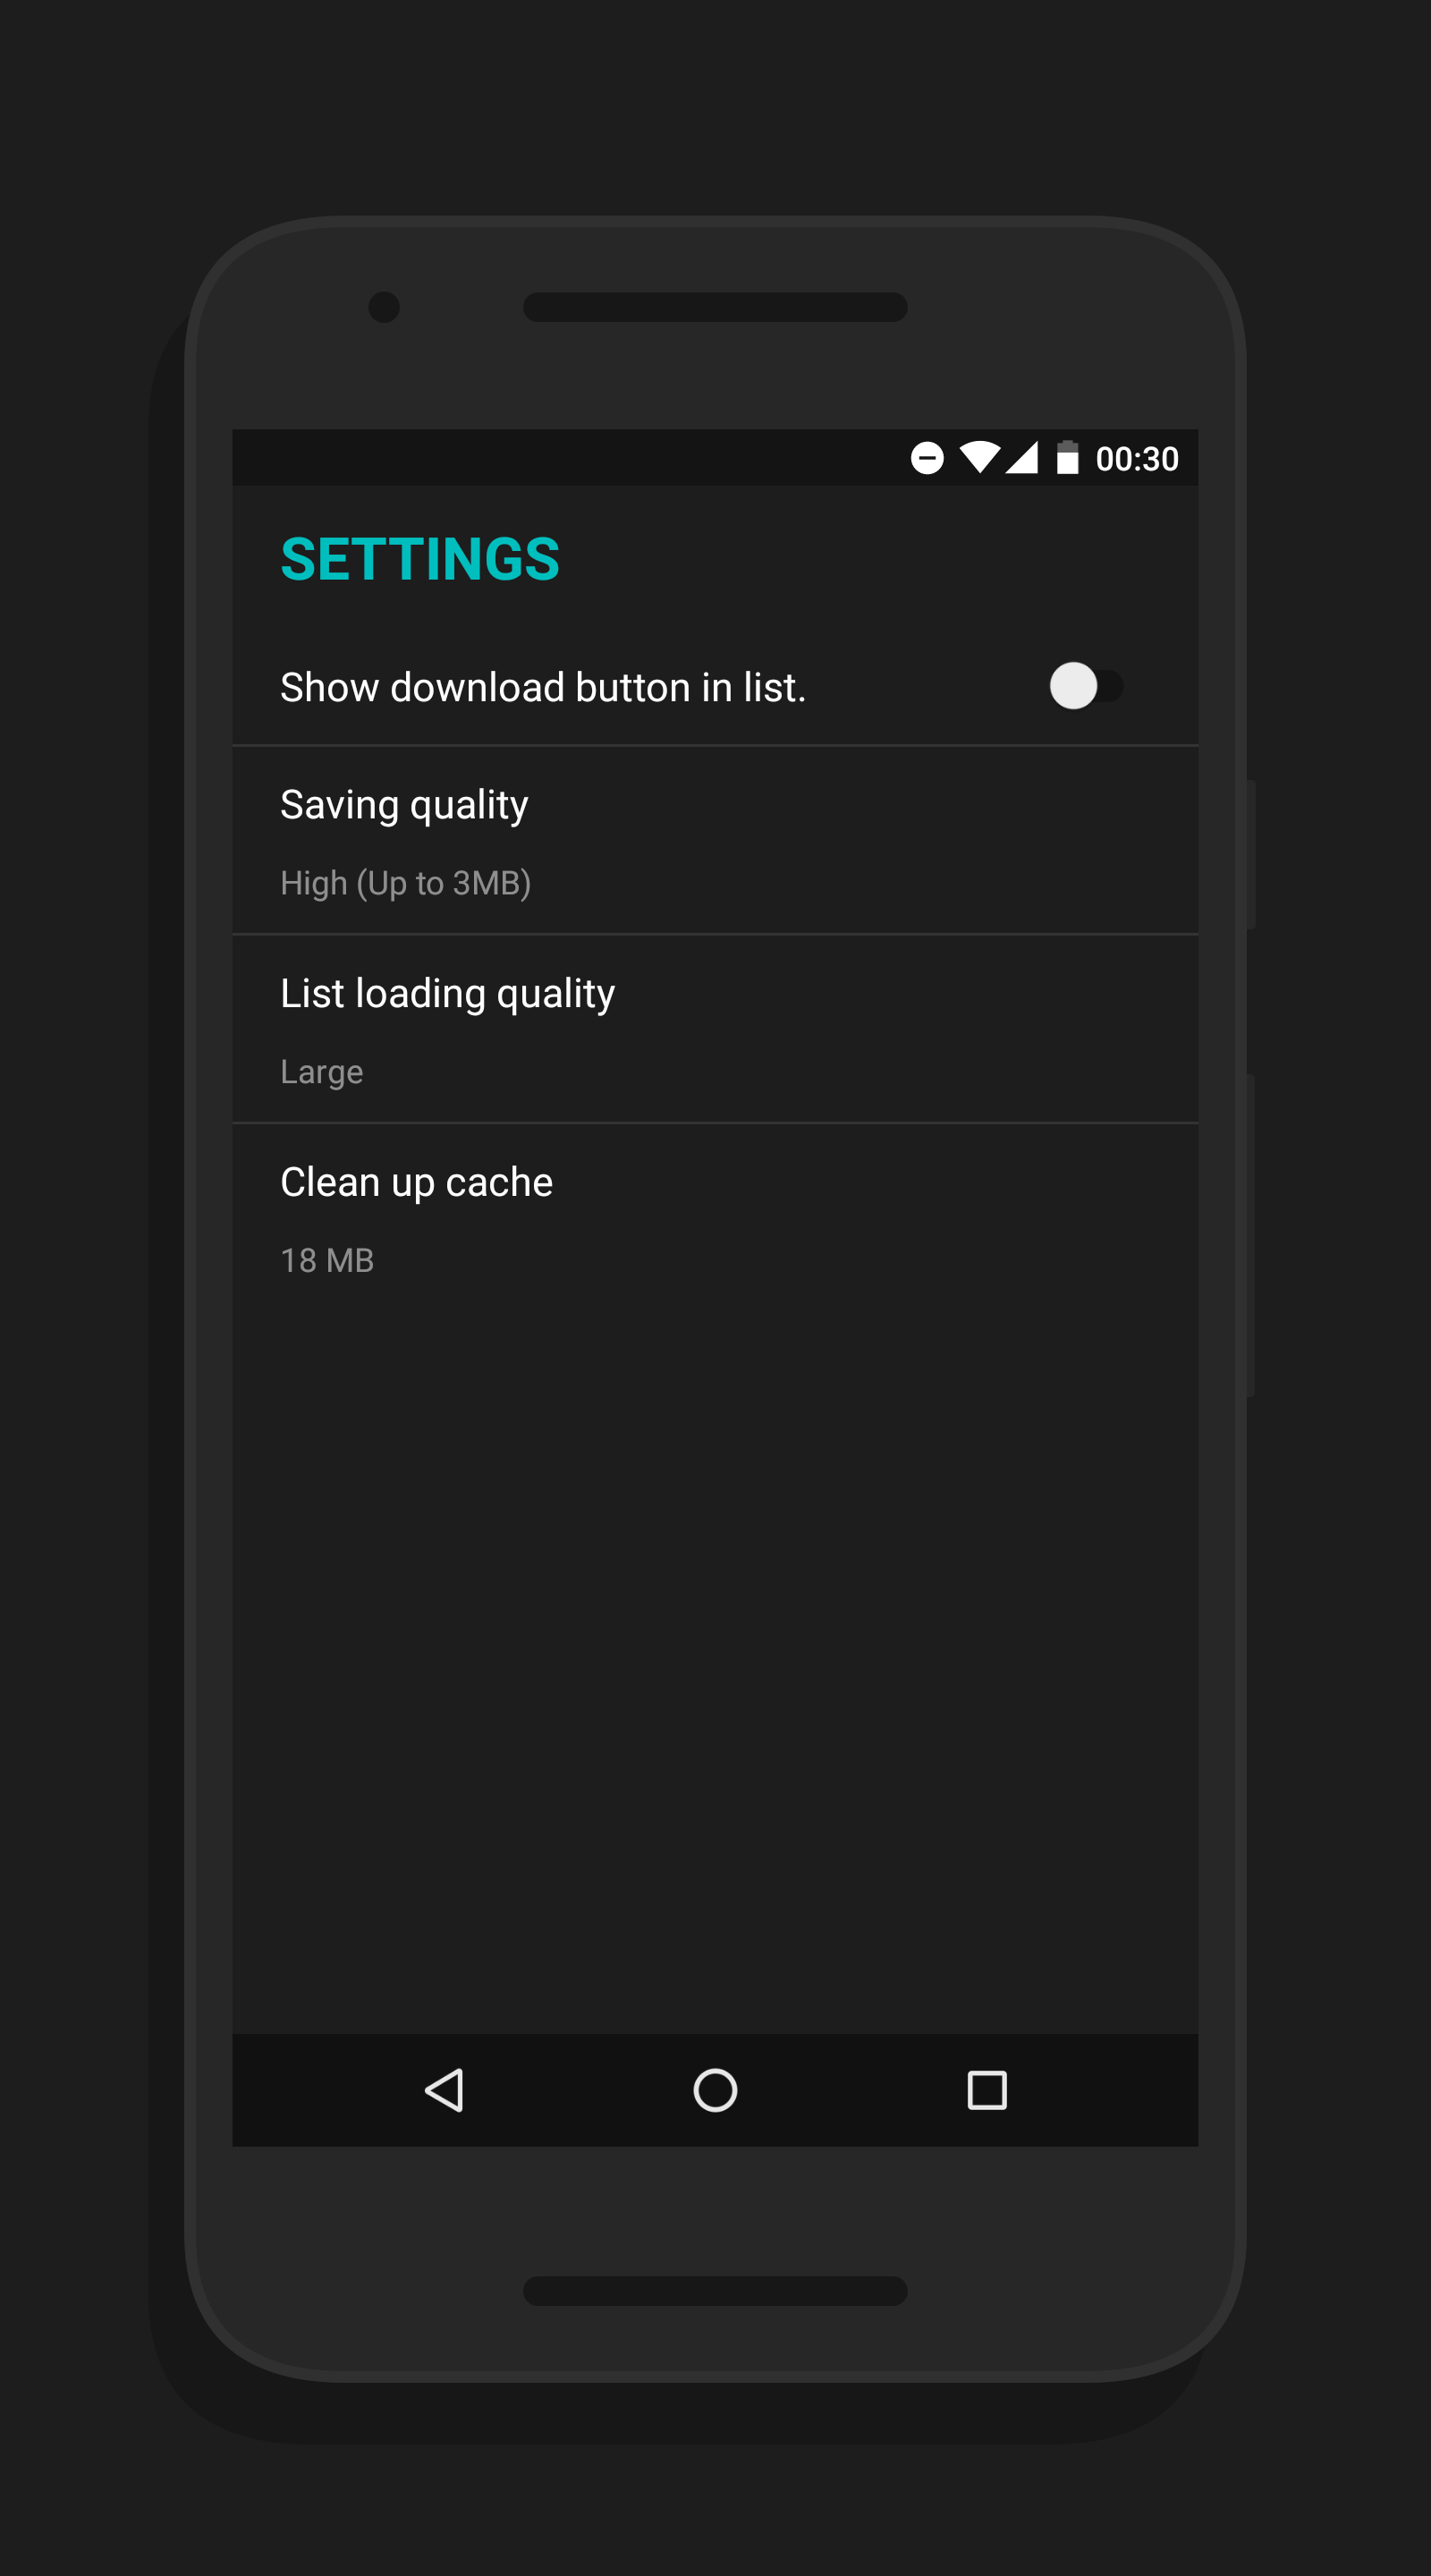 00:30
SETTINGS
Show download button in list.
Saving quality
High (Up to 3MB)
List loading quality
Large
Clean up cache
18 MB